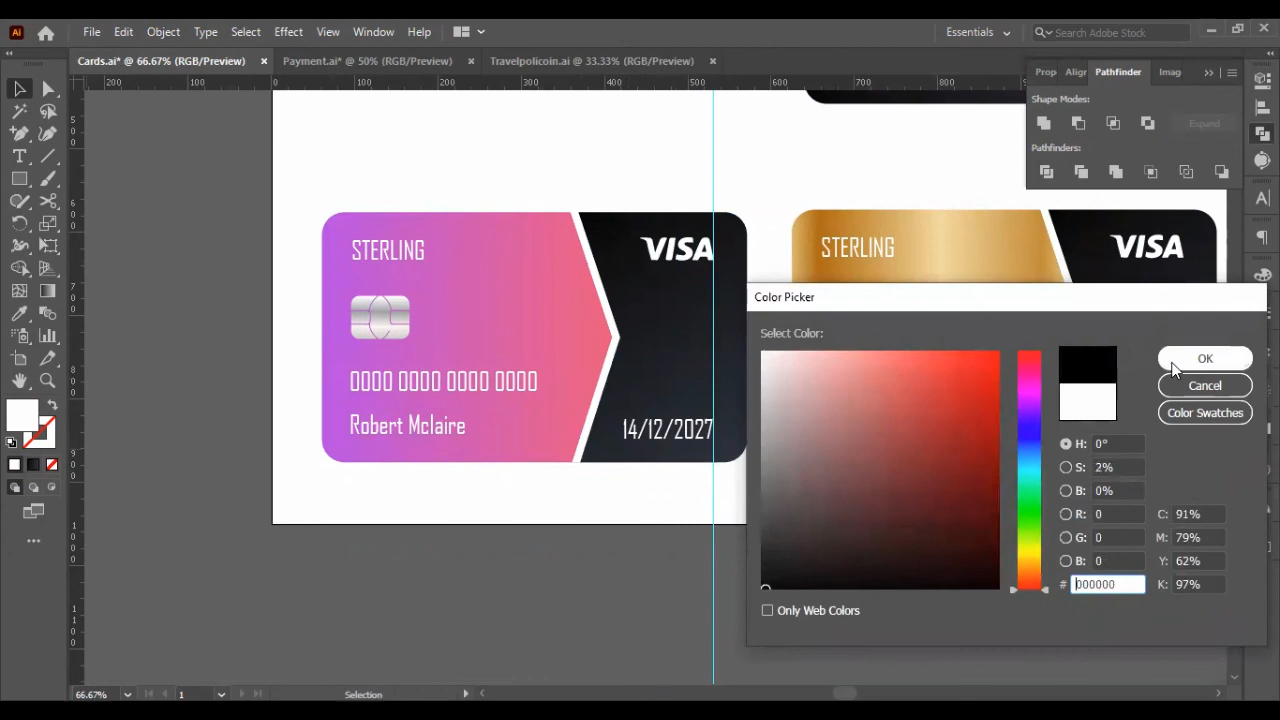 Ai File Edit Object Type Select Effect View Window Help Essentials Search Adobe Stock
Cards.ai* @ 66.67% (RGB/Preview) × Payment.ai* @ 50% (RGB/Preview) × Travelpolicoin.ai @ 33.33% (RGB/Preview) ×
200 100 0 100 200 300 400 500 600 700 800
Prop Aligr Pathfinder Imag
Shape Modes:
Expand
Pathfinders:
STERLING VISA
STERLING VISA
0000 0000 0000 0000
Robert Mclaire 14/12/2027
Color Picker
Select Color:
OK
Cancel
Color Swatches
H: 0°
S: 2%
B: 0%
R: 0 C: 91%
G: 0 M: 79%
B: 0 Y: 62%
# 000000 K: 97%
Only Web Colors
66.67% 1 Selection